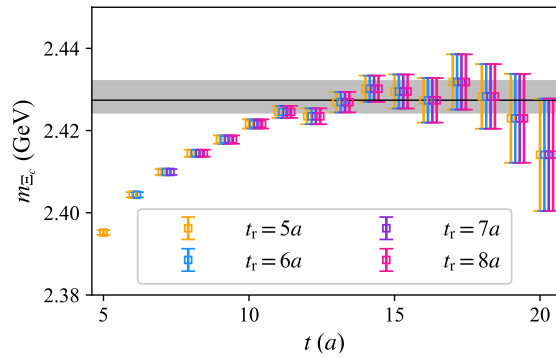 2.44
2.42
2.40
2.38
m_{Ξ_c} (GeV)
t_r = 5a
t_r = 6a
t_r = 7a
t_r = 8a
5
10
15
20
t (a)